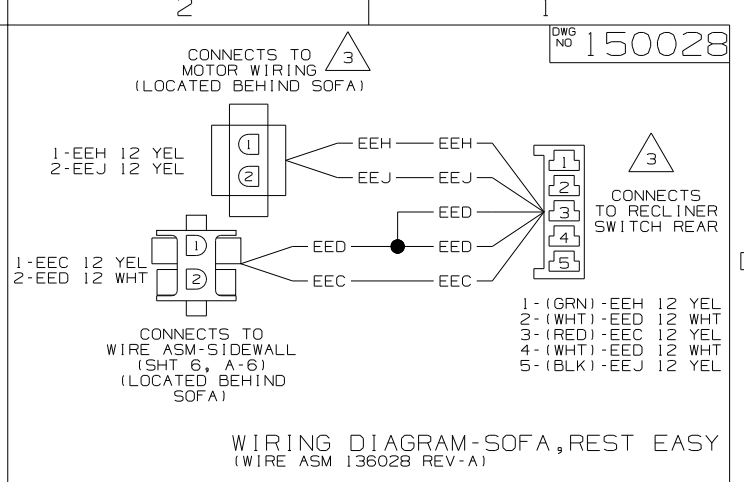 2
1
DWG
NO
150028
CONNECTS TO
MOTOR WIRING
(LOCATED BEHIND SOFA)
3
1-EEH 12 YEL
2-EEJ 12 YEL
1
2
EEH EEH
EEJ EEJ
EED
EED EED
EEC EEC
1
2
3
4
5
3
CONNECTS
TO RECLINER
SWITCH REAR
1-EEC 12 YEL
2-EED 12 WHT
1
2
CONNECTS TO
WIRE ASM-SIDEWALL
(SHT 6, A-6)
(LOCATED BEHIND
SOFA)
1-(GRN)-EEH 12 YEL
2-(WHT)-EED 12 WHT
3-(RED)-EEC 12 YEL
4-(WHT)-EED 12 WHT
5-(BLK)-EEJ 12 YEL
WIRING DIAGRAM-SOFA,REST EASY
(WIRE ASM 136028 REV-A)